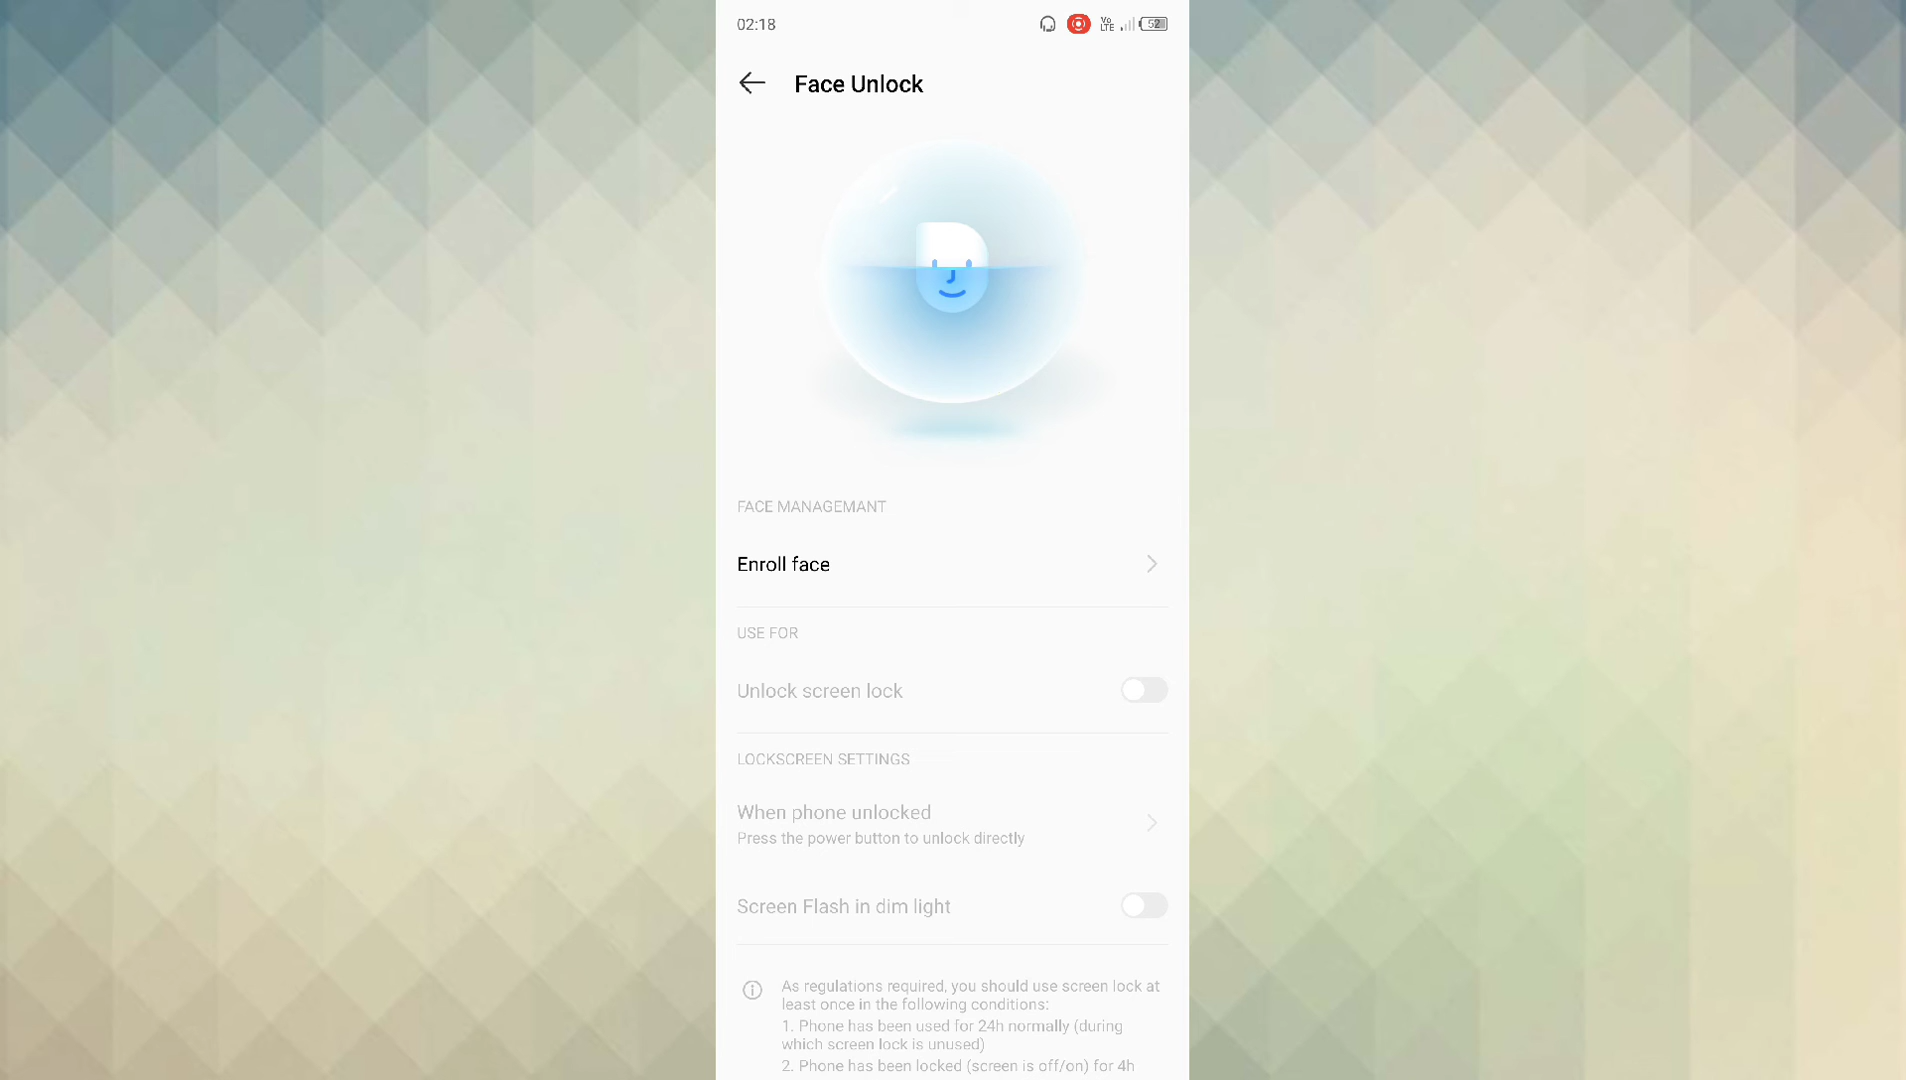 02:18
Vo
LTE
52
Face Unlock
FACE MANAGEMANT
Enroll face
USE FOR
Unlock screen lock
LOCKSCREEN SETTINGS
When phone unlocked
Press the power button to unlock directly
Screen Flash in dim light
As regulations required, you should use screen lock at
least once in the following conditions:
1. Phone has been used for 24h normally (during
which screen lock is unused)
2. Phone has been locked (screen is off/on) for 4h